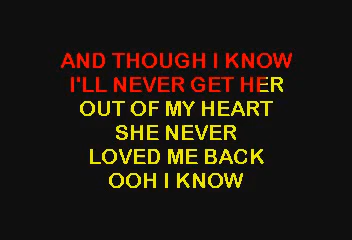 AND THOUGH I KNOW
I'LL NEVER GET HER
OUT OF MY HEART
SHE NEVER
LOVED ME BACK
OOH I KNOW